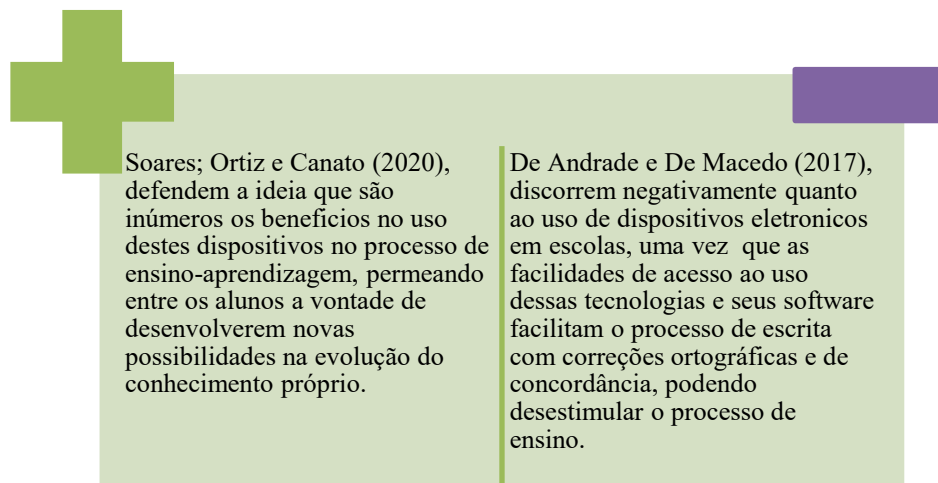 Soares; Ortiz e Canato (2020),
defendem a ideia que são
inúmeros os beneficios no uso
destes dispositivos no processo de
ensino-aprendizagem, permeando
entre os alunos a vontade de
desenvolverem novas
possibilidades na evolução do
conhecimento próprio.
De Andrade e De Macedo (2017),
discorrem negativamente quanto
ao uso de dispositivos eletronicos
em escolas, uma vez  que as
facilidades de acesso ao uso
dessas tecnologias e seus software
facilitam o processo de escrita
com correções ortográficas e de
concordância, podendo
desestimular o processo de
ensino.